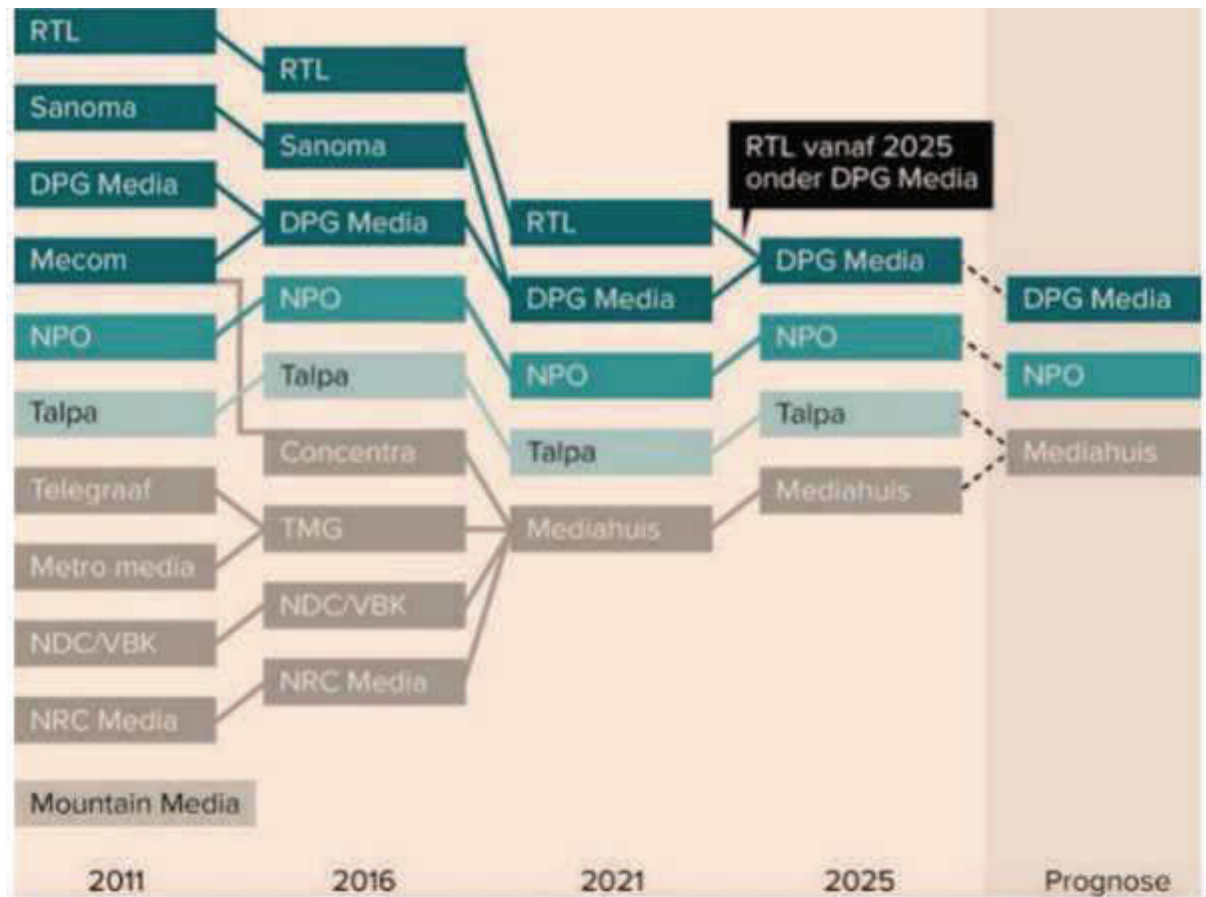 RTL
Sanoma
DPG Media
Mecom
NPO
Talpa
Telegraaf
Metro media
NDC/VBK
NRC Media
Mountain Media
2011
RTL
Sanoma
DPG Media
NPO
Talpa
Concentra
TMG
NDC/VBK
NRC Media
2016
RTL
DPG Media
NPO
Talpa
Mediahuis
2021
RTL vanaf 2025
onder DPG Media
DPG Media
NPO
Talpa
Mediahuis
2025
DPG Media
NPO
Mediahuis
Prognose